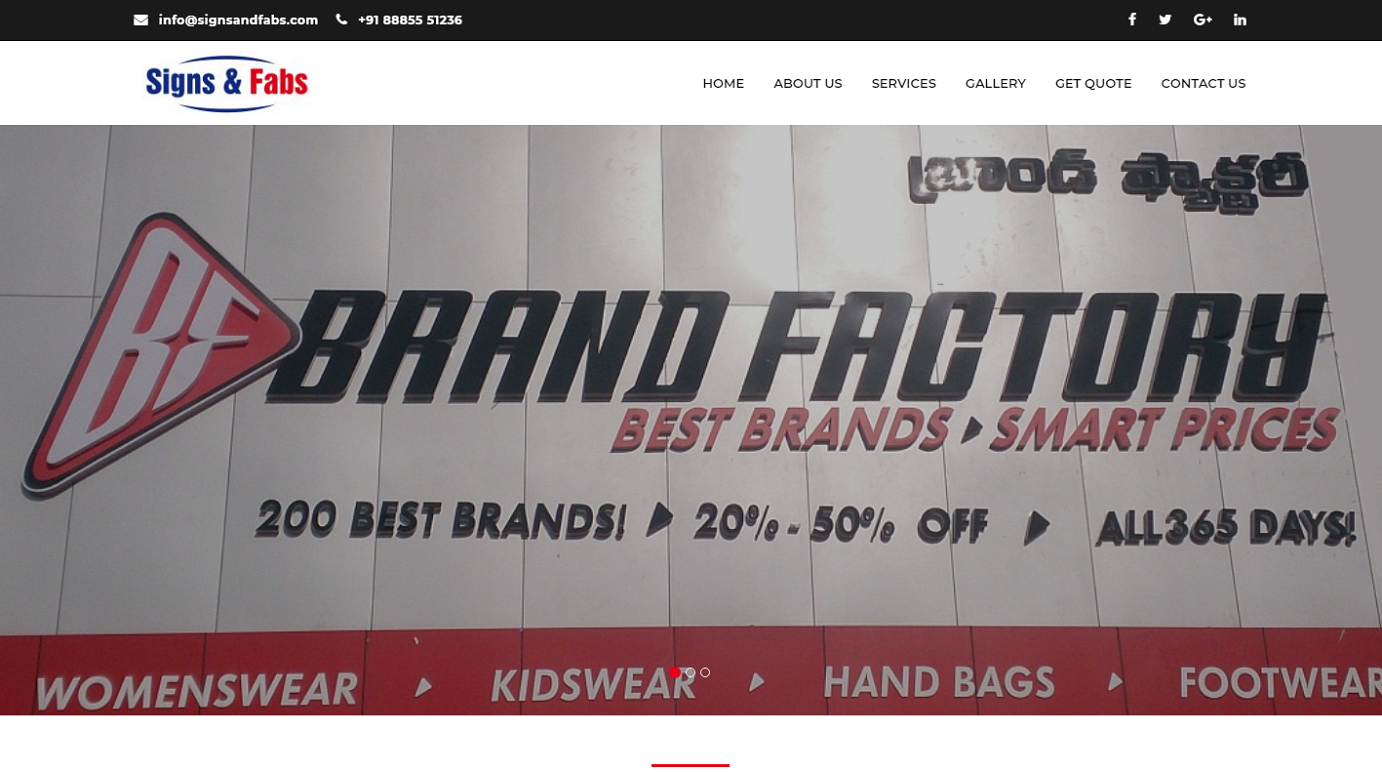 info@signsandfabs.com +91 88855 51236
Signs & Fabs
HOME ABOUT US SERVICES GALLERY GET QUOTE CONTACT US
బ్రాండ్ ఫ్యాక్టరీ
BF BRAND FACTORY
BEST BRANDS SMART PRICES
200 BEST BRANDS! 20% - 50% OFF ALL 365 DAYS!
WOMENSWEAR KIDSWEAR HAND BAGS FOOTWEAR